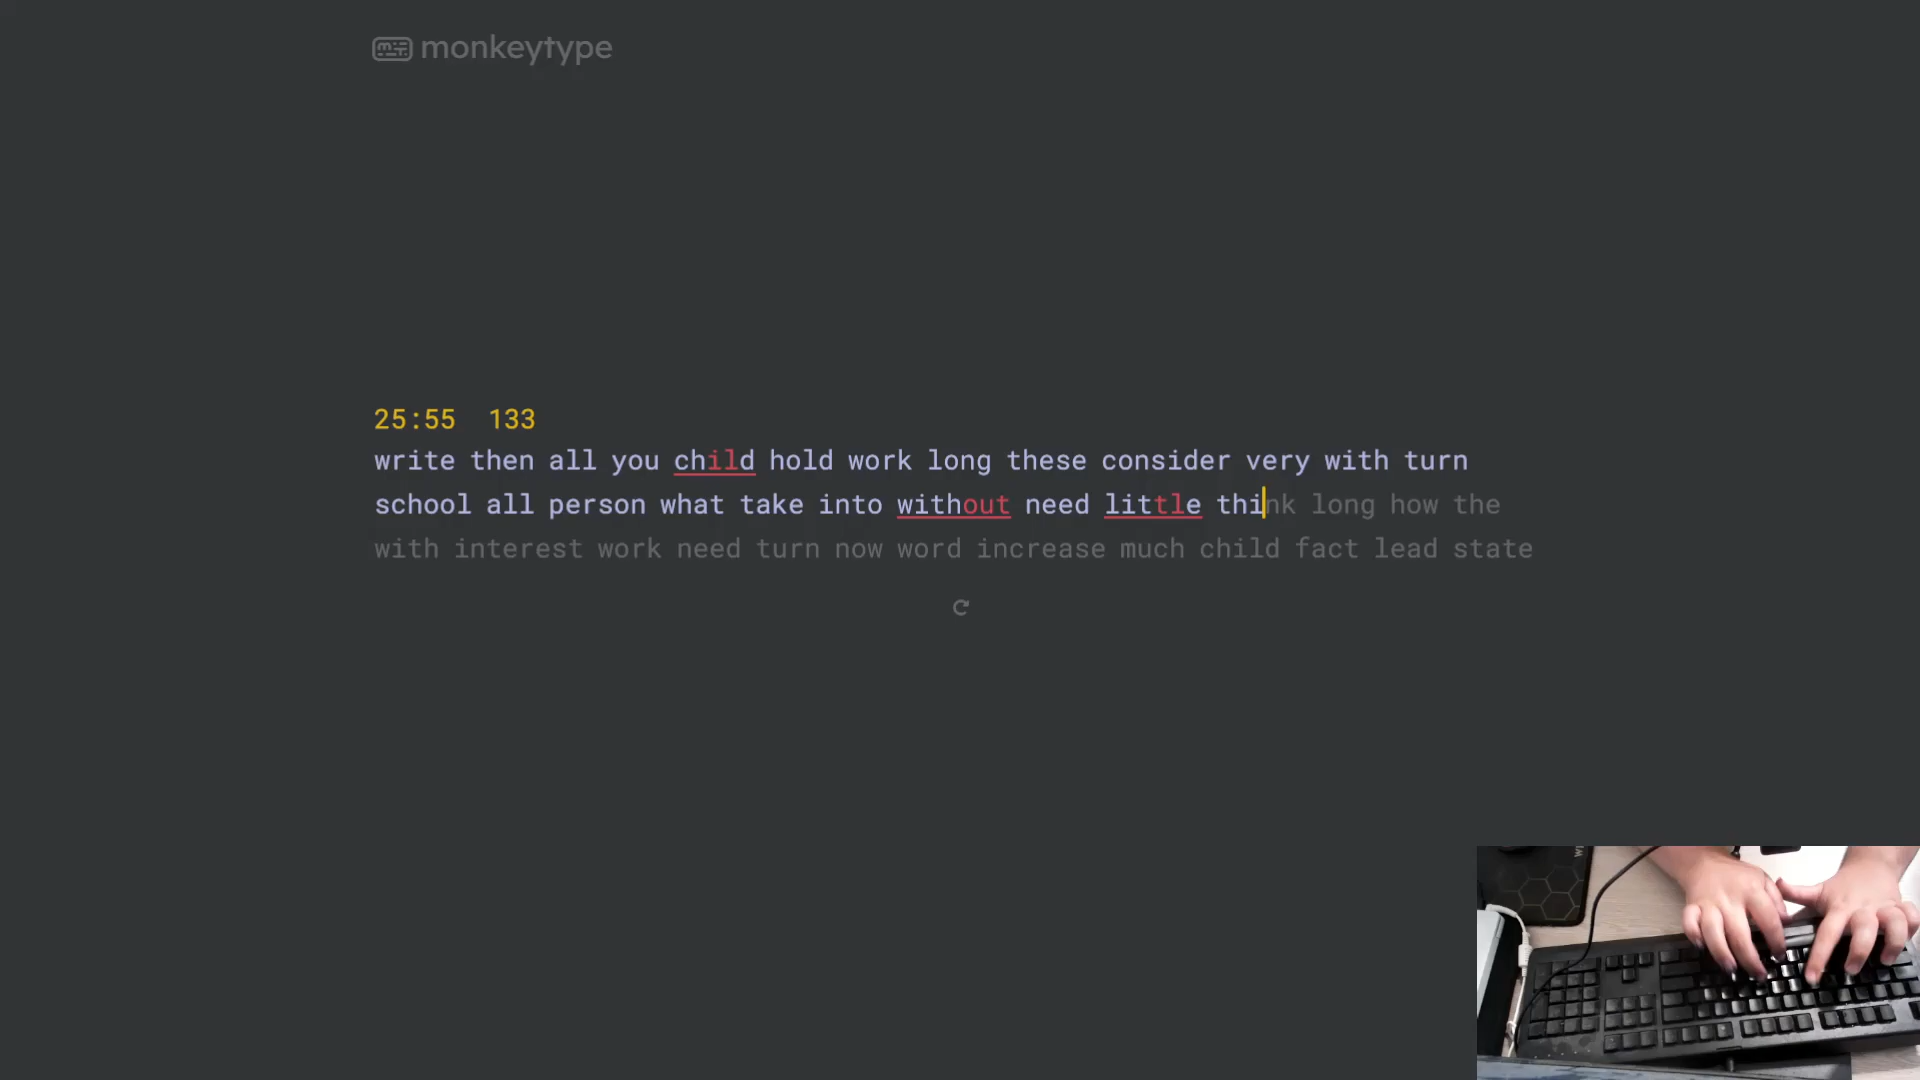 monkeytype
25:55 133
write then all you child hold work long these consider very with turn
school all person what take into without need little think long how the
with interest work need turn now word increase much child fact lead state